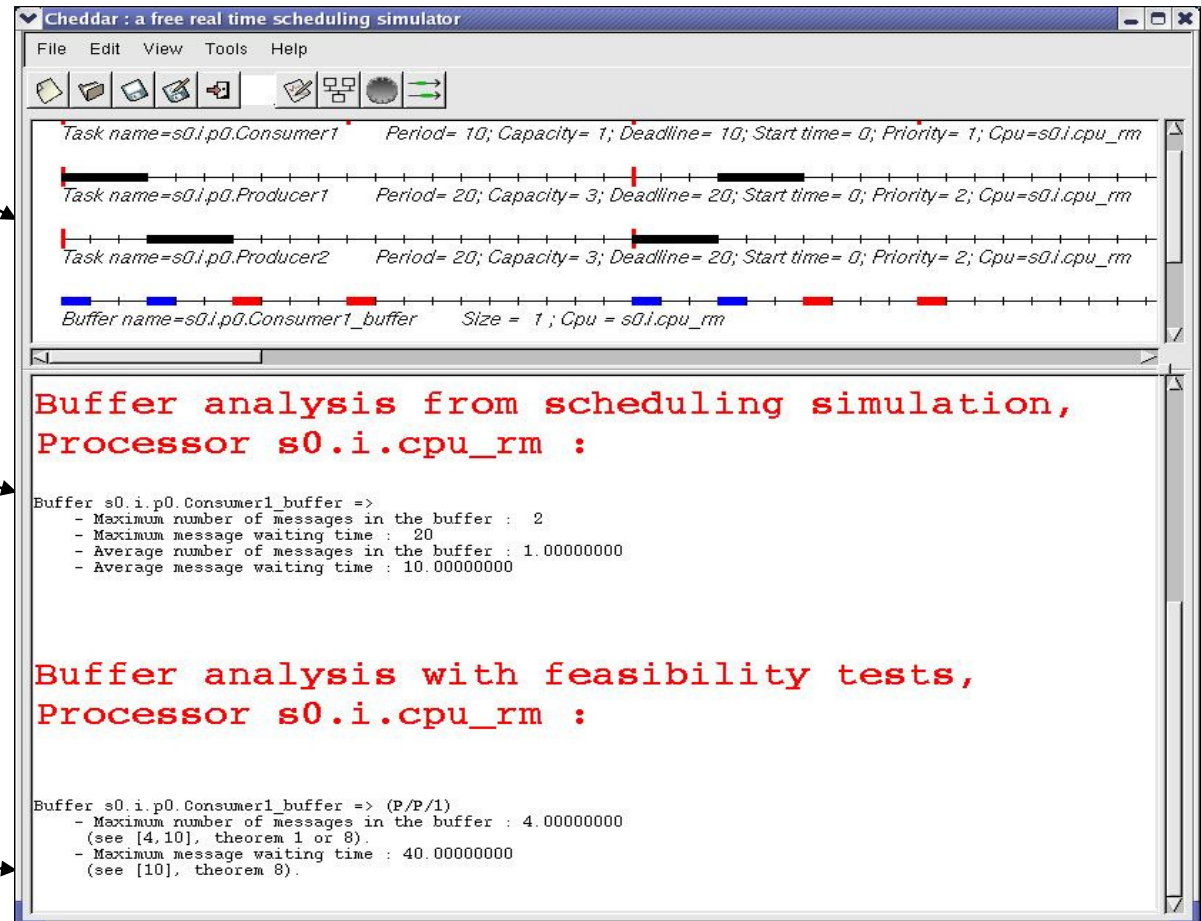 Cheddar : a free real time scheduling simulator
File Edit View Tools Help
Task name=s0.i.p0.Consumer1 Period= 10; Capacity= 1; Deadline= 10; Start time= 0; Priority= 1; Cpu=s0.i.cpu_rm
Task name=s0.i.p0.Producer1 Period= 20; Capacity= 3; Deadline= 20; Start time= 0; Priority= 2; Cpu=s0.i.cpu_rm
Task name=s0.i.p0.Producer2 Period= 20; Capacity= 3; Deadline= 20; Start time= 0; Priority= 2; Cpu=s0.i.cpu_rm
Buffer name=s0.i.p0.Consumer1_buffer Size = 1 ; Cpu = s0.i.cpu_rm
Buffer analysis from scheduling simulation,
Processor s0.i.cpu_rm :
Buffer s0.i.p0.Consumer1_buffer =>
- Maximum number of messages in the buffer : 2
- Maximum message waiting time : 20
- Average number of messages in the buffer : 1.00000000
- Average message waiting time : 10.00000000
Buffer analysis with feasibility tests,
Processor s0.i.cpu_rm :
Buffer s0.i.p0.Consumer1_buffer => (P/P/1)
- Maximum number of messages in the buffer : 4.00000000
(see [4,10], theorem 1 or 8).
- Maximum message waiting time : 40.00000000
(see [10], theorem 8).